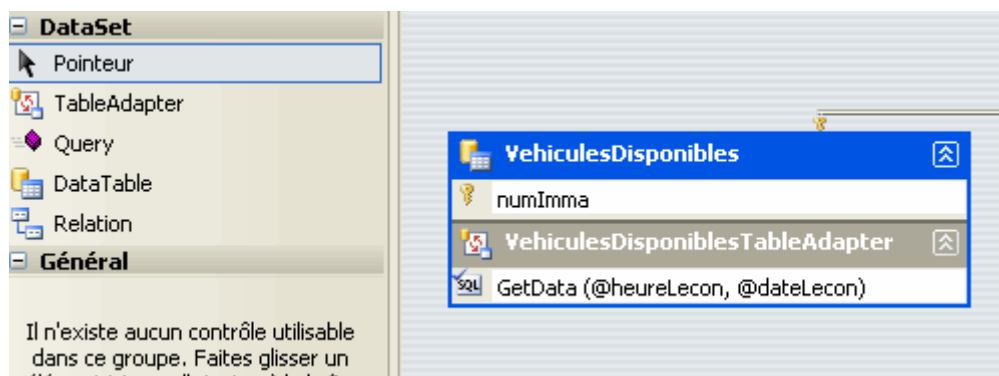 DataSet
Pointeur
TableAdapter
Query
DataTable
Relation
Général
Il n'existe aucun contrôle utilisable
dans ce groupe. Faites glisser un
VehiculesDisponibles
numImma
VehiculesDisponiblesTableAdapter
SQL GetData (@heureLecon, @dateLecon)